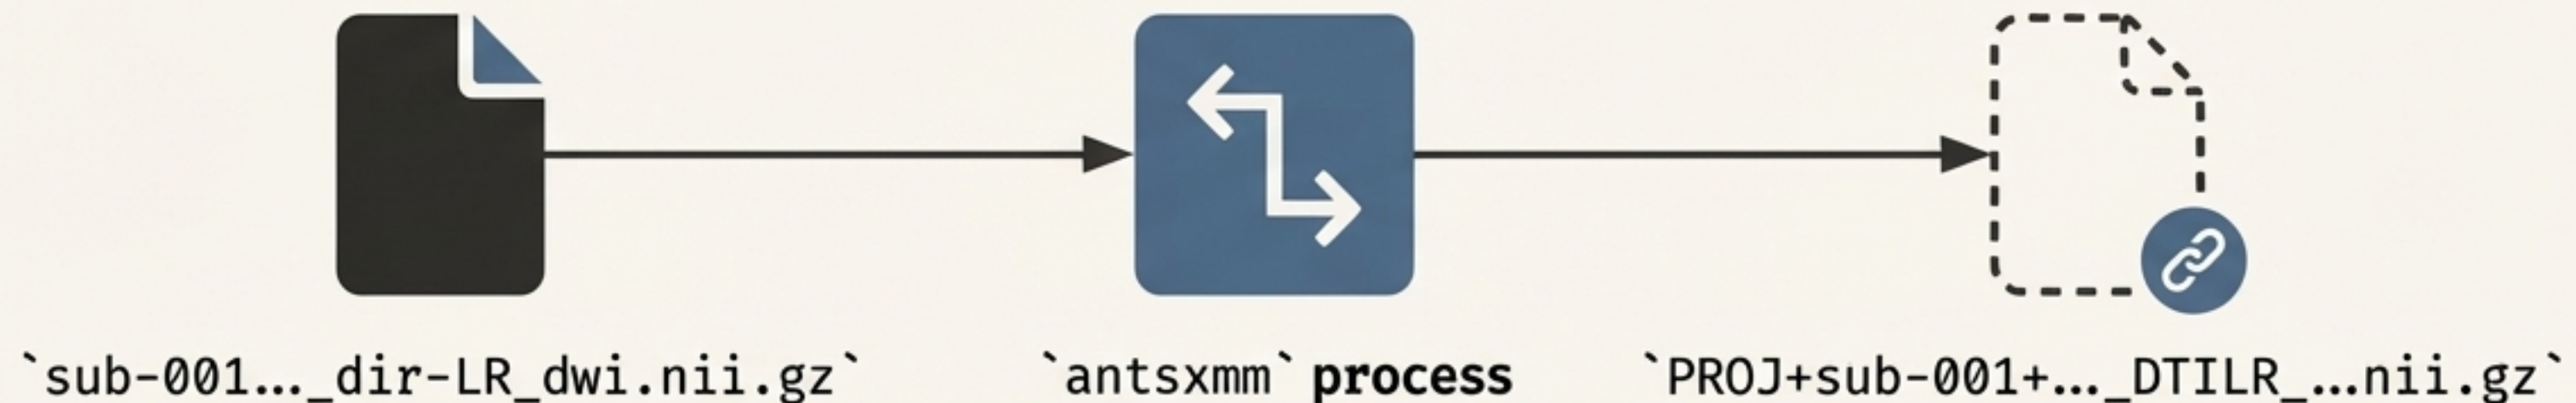 `sub-001..._dir-LR_dwi.nii.gz`
`antsxmm` process
`PROJ+sub-001+..._DTILR_...nii.gz`